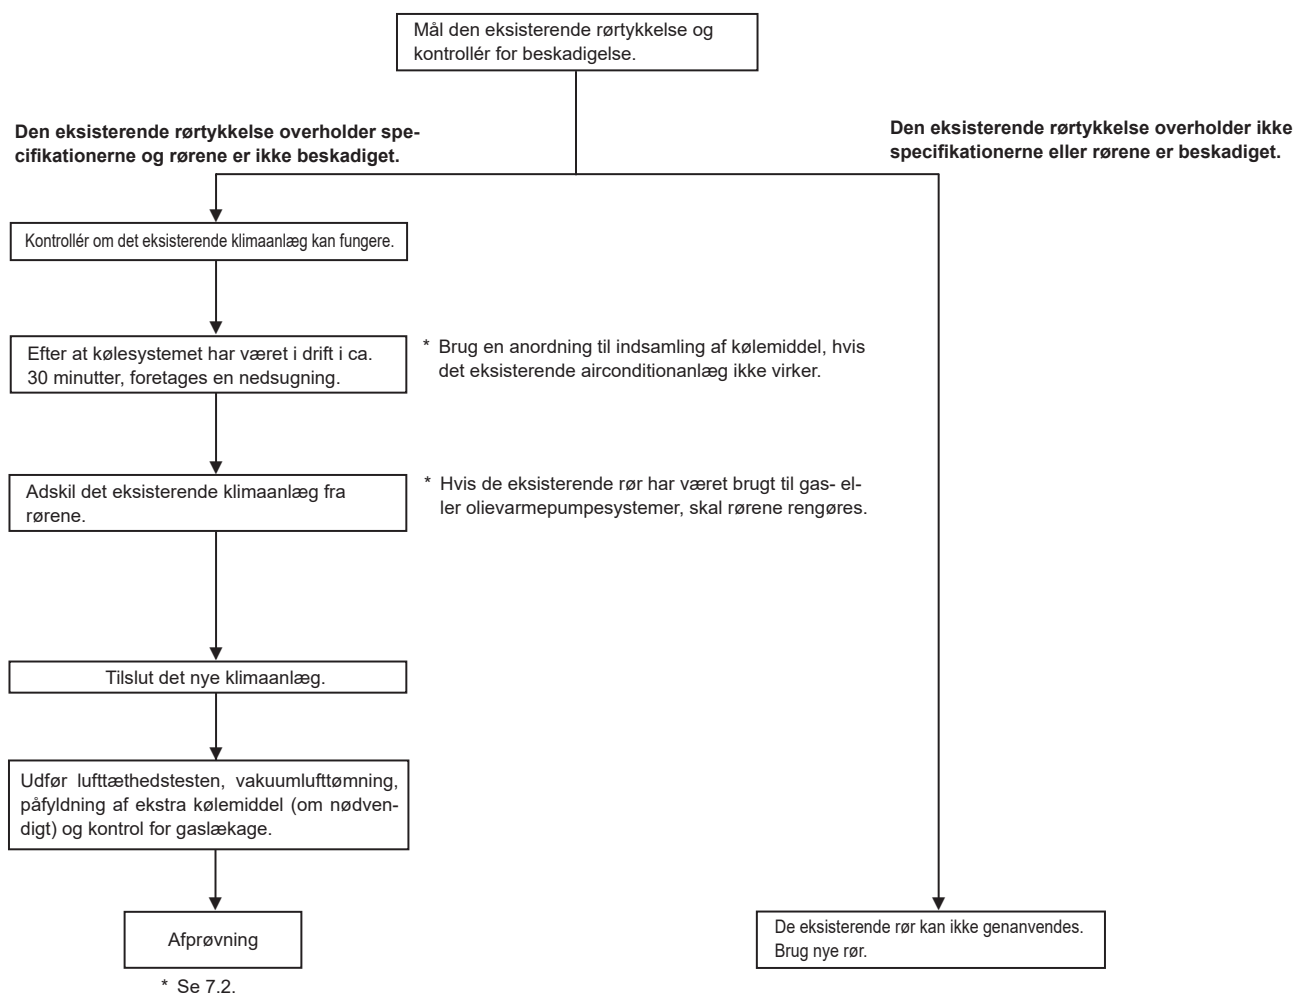 Mål den eksisterende rørtykkelse og
kontrollér for beskadigelse.
Den eksisterende rørtykkelse overholder spe-
cifikationerne og rørene er ikke beskadiget.
Den eksisterende rørtykkelse overholder ikke
specifikationerne eller rørene er beskadiget.
Kontrollér om det eksisterende klimaanlæg kan fungere.
Efter at kølesystemet har været i drift i ca.
30 minutter, foretages en nedsugning.
* Brug en anordning til indsamling af kølemiddel, hvis
det eksisterende airconditionanlæg ikke virker.
Adskil det eksisterende klimaanlæg fra
rørene.
* Hvis de eksisterende rør har været brugt til gas- el-
ler olievarmepumpesystemer, skal rørene rengøres.
Tilslut det nye klimaanlæg.
Udfør lufttæthedstesten, vakuumlufttømning,
påfyldning af ekstra kølemiddel (om nødven-
digt) og kontrol for gaslækage.
Afprøvning
* Se 7.2.
De eksisterende rør kan ikke genanvendes.
Brug nye rør.